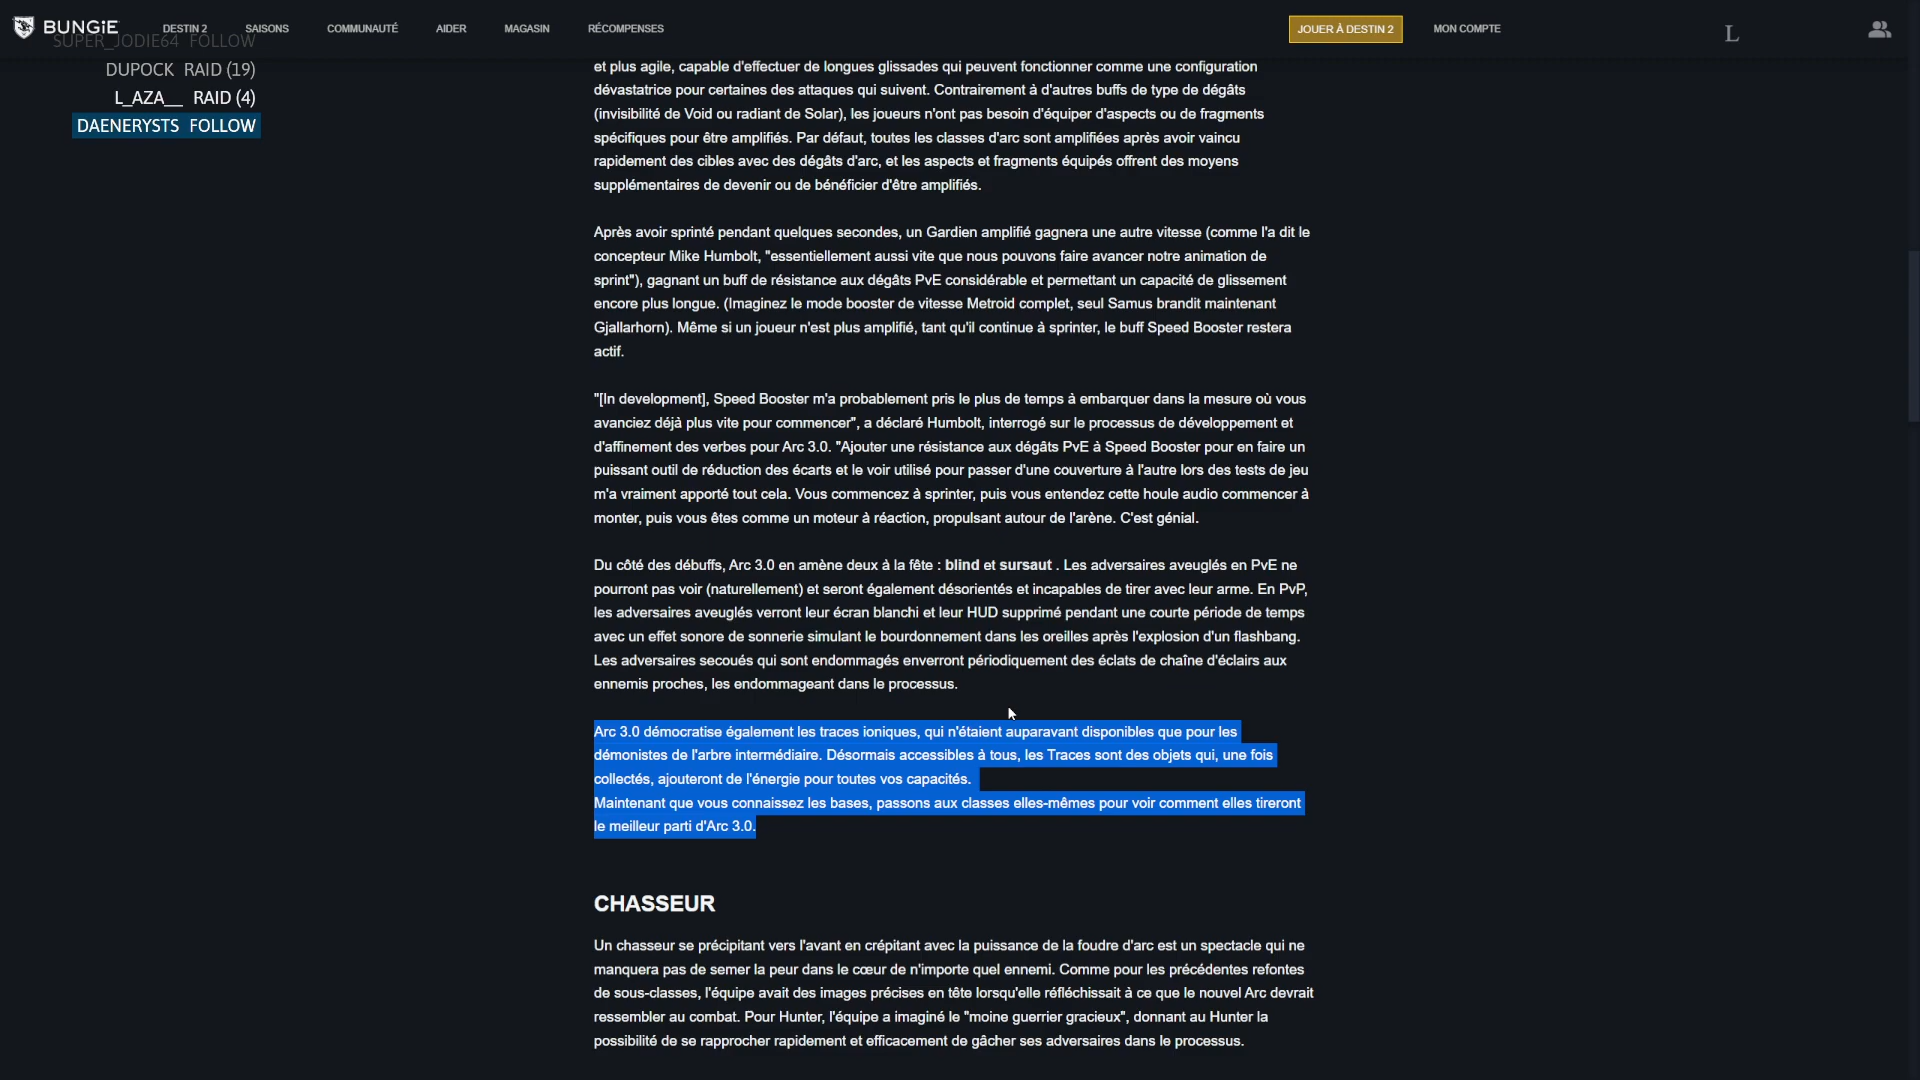 BUNGiE
DESTIN 2
SAISONS
COMMUNAUTÉ
AIDER
MAGASIN
RÉCOMPENSES
JOUER À DESTIN 2
MON COMPTE
L
SUPER_JODIE64 FOLLOW
DUPOCK RAID (19)
L_AZA__ RAID (4)
DAENERYSTS FOLLOW
et plus agile, capable d'effectuer de longues glissades qui peuvent fonctionner comme une configuration
dévastatrice pour certaines des attaques qui suivent. Contrairement à d'autres buffs de type de dégâts
(invisibilité de Void ou radiant de Solar), les joueurs n'ont pas besoin d'équiper d'aspects ou de fragments
spécifiques pour être amplifiés. Par défaut, toutes les classes d'arc sont amplifiées après avoir vaincu
rapidement des cibles avec des dégâts d'arc, et les aspects et fragments équipés offrent des moyens
supplémentaires de devenir ou de bénéficier d'être amplifiés.
Après avoir sprinté pendant quelques secondes, un Gardien amplifié gagnera une autre vitesse (comme l'a dit le
concepteur Mike Humbolt, "essentiellement aussi vite que nous pouvons faire avancer notre animation de
sprint"), gagnant un buff de résistance aux dégâts PvE considérable et permettant un capacité de glissement
encore plus longue. (Imaginez le mode booster de vitesse Metroid complet, seul Samus brandit maintenant
Gjallarhorn). Même si un joueur n'est plus amplifié, tant qu'il continue à sprinter, le buff Speed Booster restera
actif.
"[In development], Speed Booster m'a probablement pris le plus de temps à embarquer dans la mesure où vous
avanciez déjà plus vite pour commencer", a déclaré Humbolt, interrogé sur le processus de développement et
d'affinement des verbes pour Arc 3.0. "Ajouter une résistance aux dégâts PvE à Speed Booster pour en faire un
puissant outil de réduction des écarts et le voir utilisé pour passer d'une couverture à l'autre lors des tests de jeu
m'a vraiment apporté tout cela. Vous commencez à sprinter, puis vous entendez cette houle audio commencer à
monter, puis vous êtes comme un moteur à réaction, propulsant autour de l'arène. C'est génial.
Du côté des débuffs, Arc 3.0 en amène deux à la fête : blind et sursaut . Les adversaires aveuglés en PvE ne
pourront pas voir (naturellement) et seront également désorientés et incapables de tirer avec leur arme. En PvP,
les adversaires aveuglés verront leur écran blanchi et leur HUD supprimé pendant une courte période de temps
avec un effet sonore de sonnerie simulant le bourdonnement dans les oreilles après l'explosion d'un flashbang.
Les adversaires secoués qui sont endommagés enverront périodiquement des éclats de chaîne d'éclairs aux
ennemis proches, les endommageant dans le processus.
Arc 3.0 démocratise également les traces ioniques, qui n'étaient auparavant disponibles que pour les
démonistes de l'arbre intermédiaire. Désormais accessibles à tous, les Traces sont des objets qui, une fois
collectés, ajouteront de l'énergie pour toutes vos capacités.
Maintenant que vous connaissez les bases, passons aux classes elles-mêmes pour voir comment elles tireront
le meilleur parti d'Arc 3.0.
CHASSEUR
Un chasseur se précipitant vers l'avant en crépitant avec la puissance de la foudre d'arc est un spectacle qui ne
manquera pas de semer la peur dans le cœur de n'importe quel ennemi. Comme pour les précédentes refontes
de sous-classes, l'équipe avait des images précises en tête lorsqu'elle réfléchissait à ce que le nouvel Arc devrait
ressembler au combat. Pour Hunter, l'équipe a imaginé le "moine guerrier gracieux", donnant au Hunter la
possibilité de se rapprocher rapidement et efficacement de gâcher ses adversaires dans le processus.